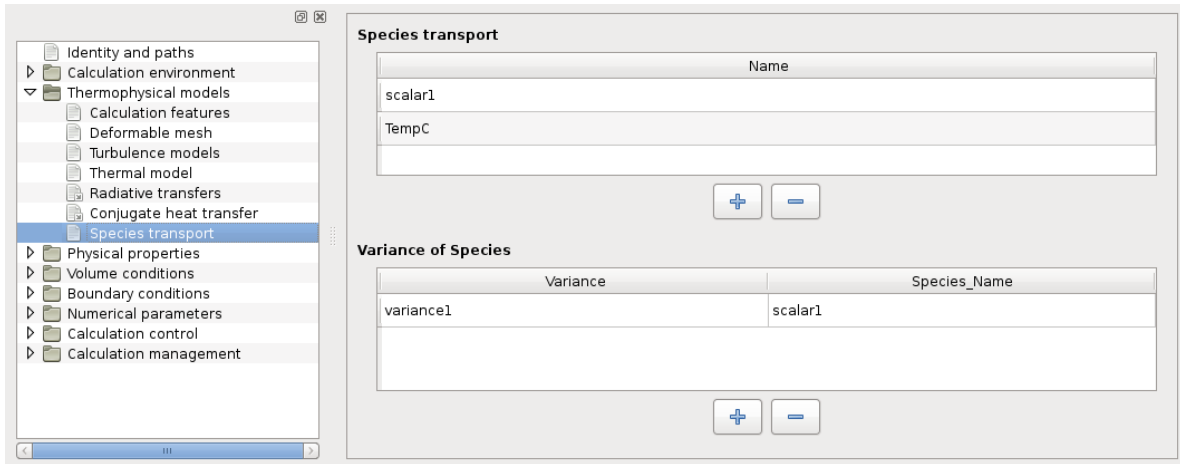 Identity and paths
Calculation environment
Thermophysical models
Calculation features
Deformable mesh
Turbulence models
Thermal model
Radiative transfers
Conjugate heat transfer
Species transport
Physical properties
Volume conditions
Boundary conditions
Numerical parameters
Calculation control
Calculation management
Species transport
Name
scalar1
TempC
Variance of Species
Variance Species_Name
variance1 scalar1